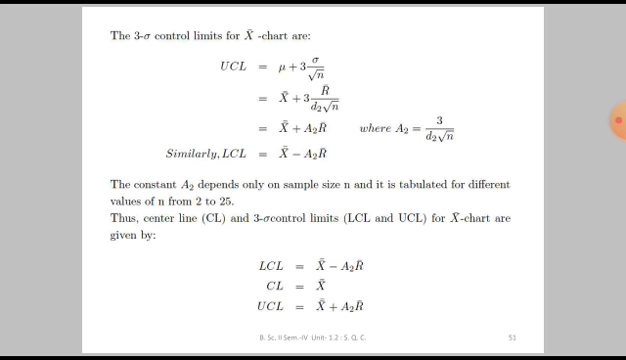 The 3-σ control limits for X̄ -chart are:
UCL = μ + 3 σ/√n
= X̿ + 3 R̄/d₂√n
= X̿ + A₂R̄ where A₂ = 3/d₂√n
Similarly, LCL = X̿ − A₂R̄
The constant A₂ depends only on sample size n and it is tabulated for different
values of n from 2 to 25.
Thus, center line (CL) and 3-σcontrol limits (LCL and UCL) for X̄-chart are
given by:
LCL = X̿ − A₂R̄
CL = X̿
UCL = X̿ + A₂R̄
B. Sc. II Sem.-IV Unit- 1.2 : S. Q. C. 51